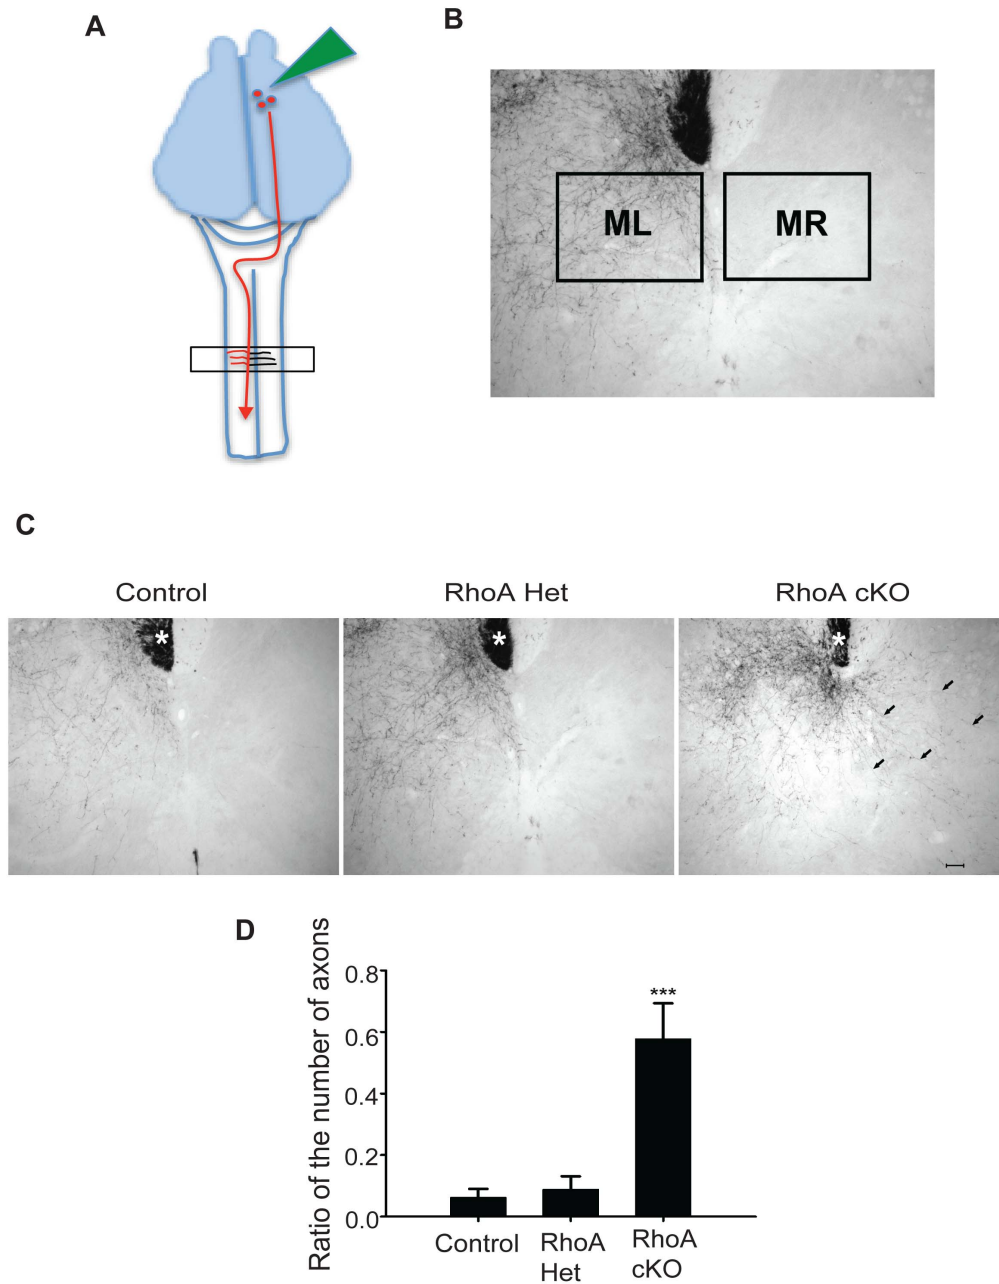 A
B
ML
MR
C
Control
RhoA Het
RhoA cKO
*
*
*
D
Ratio of the number of axons
0.8
0.6
0.4
0.2
0.0
***
Control
RhoA
Het
RhoA
cKO